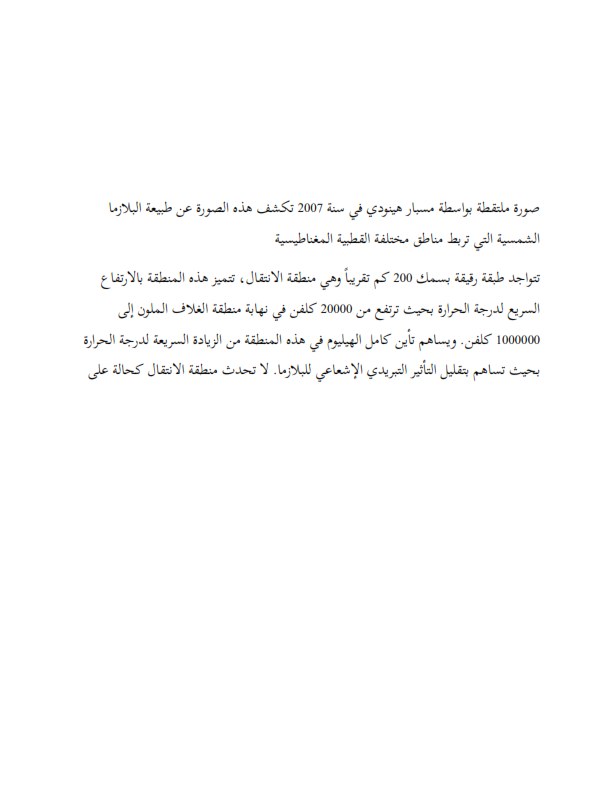 صورة ملتقطة بواسطة مسبار هينودي في سنة 2007 تكشف هذه الصورة عن طبيعة البلازما
الشمسية التي تربط مناطق مختلفة القطبية المغناطيسية
تتواجد طبقة رقيقة بسمك 200 كم تقريباً وهي منطقة الانتقال، تتميز هذه المنطقة بالارتفاع
السريع لدرجة الحرارة بحيث ترتفع من 20000 كلفن في نهاية منطقة الغلاف الملون إلى
1000000 كلفن. ويساهم تأين كامل الهيليوم في هذه المنطقة من الزيادة السريعة لدرجة الحرارة
بحيث تساهم بتقليل التأثير التبريدي الإشعاعي للبلازما. لا تحدث منطقة الانتقال كحالة على